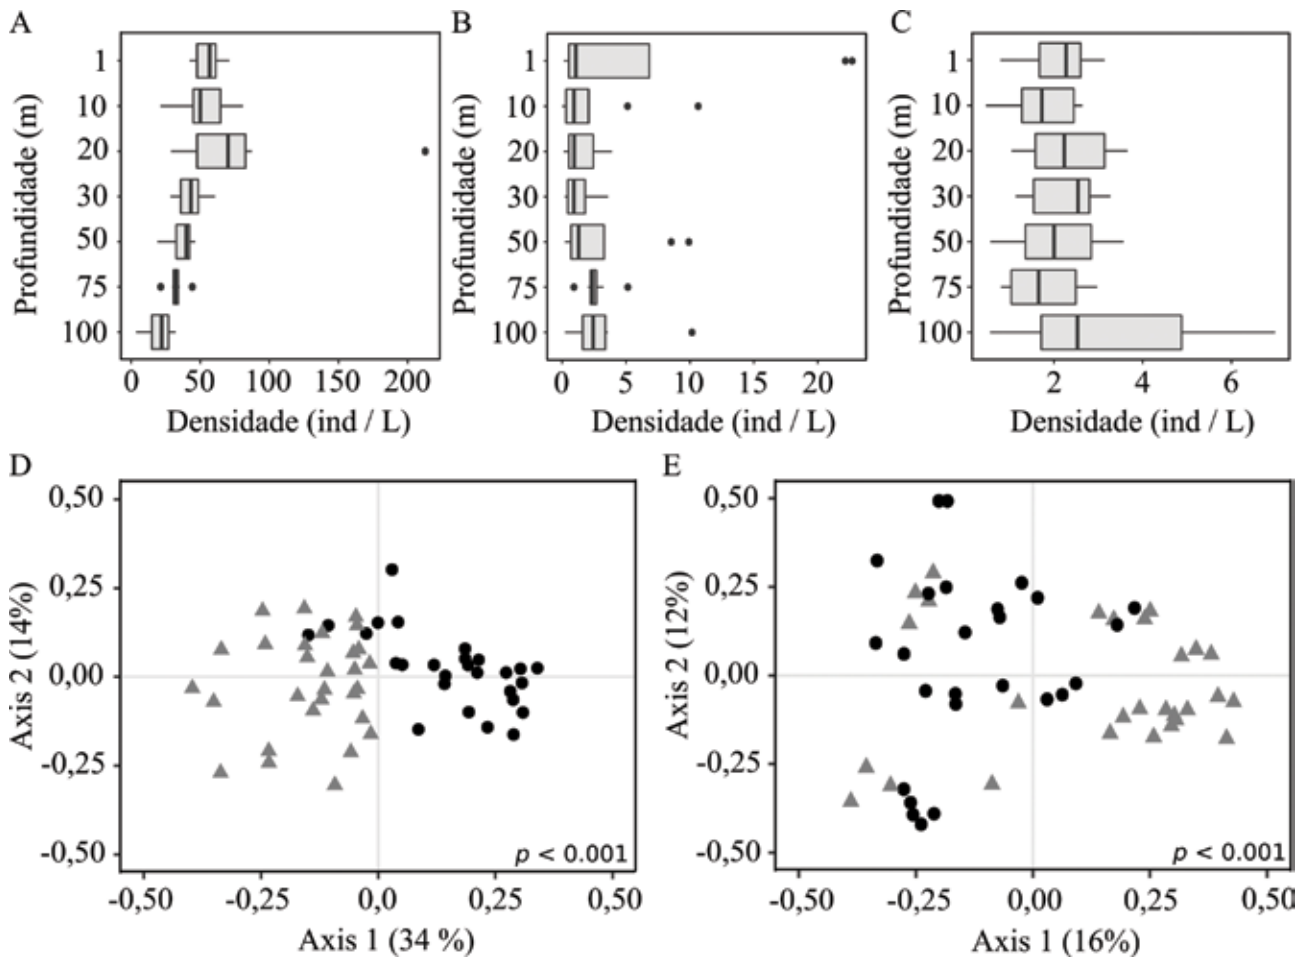 A
Profundidade (m)
1
10
20
30
50
75
100
0 50 100 150 200
Densidade (ind / L)
B
Profundidade (m)
1
10
20
30
50
75
100
0 5 10 15 20
Densidade (ind / L)
C
Profundidade (m)
1
10
20
30
50
75
100
2 4 6
Densidade (ind / L)
D
Axis 2 (14%)
0,50
0,25
0,00
-0,25
-0,50
p < 0.001
-0,50 -0,25 0,0 0,25 0,50
Axis 1 (34 %)
E
Axis 2 (12%)
0,50
0,25
0,00
-0,25
-0,50
p < 0.001
-0,50 -0,25 0,00 0,25 0,50
Axis 1 (16%)